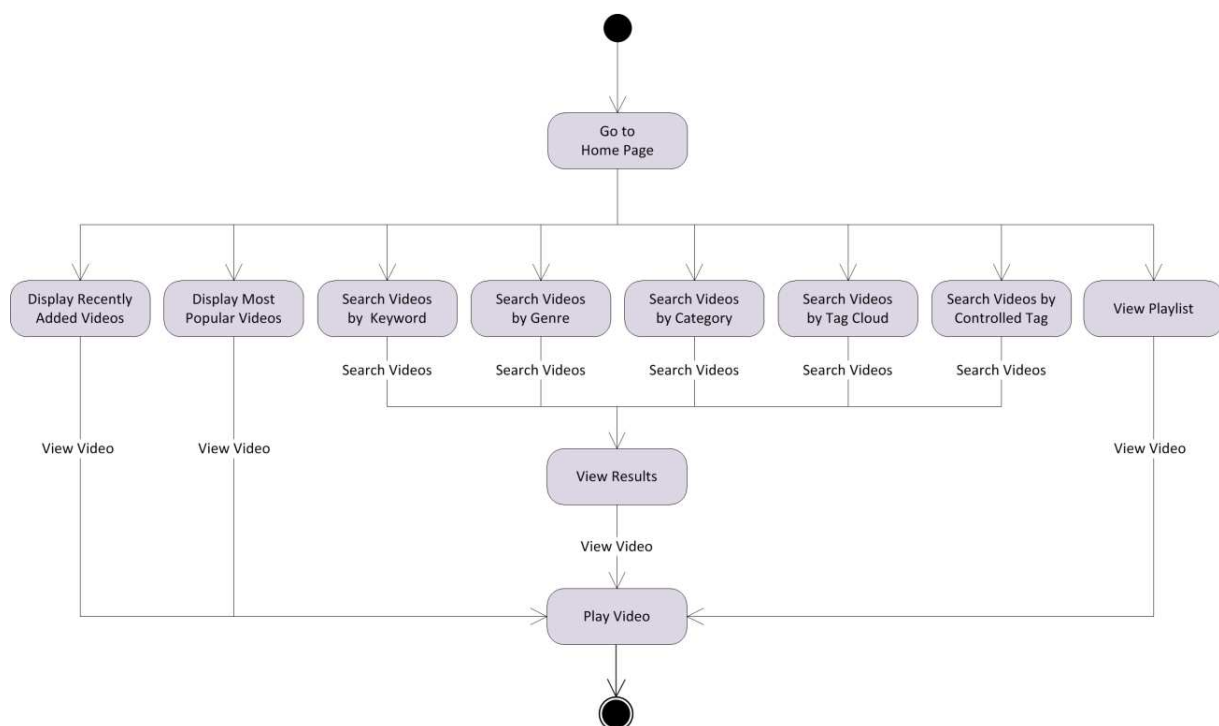 Go to
Home Page
Display Recently
Added Videos
Display Most
Popular Videos
Search Videos
by Keyword
Search Videos
by Genre
Search Videos
by Category
Search Videos
by Tag Cloud
Search Videos by
Controlled Tag
View Playlist
Search Videos
Search Videos
Search Videos
Search Videos
Search Videos
View Video
View Video
View Video
View Results
View Video
Play Video